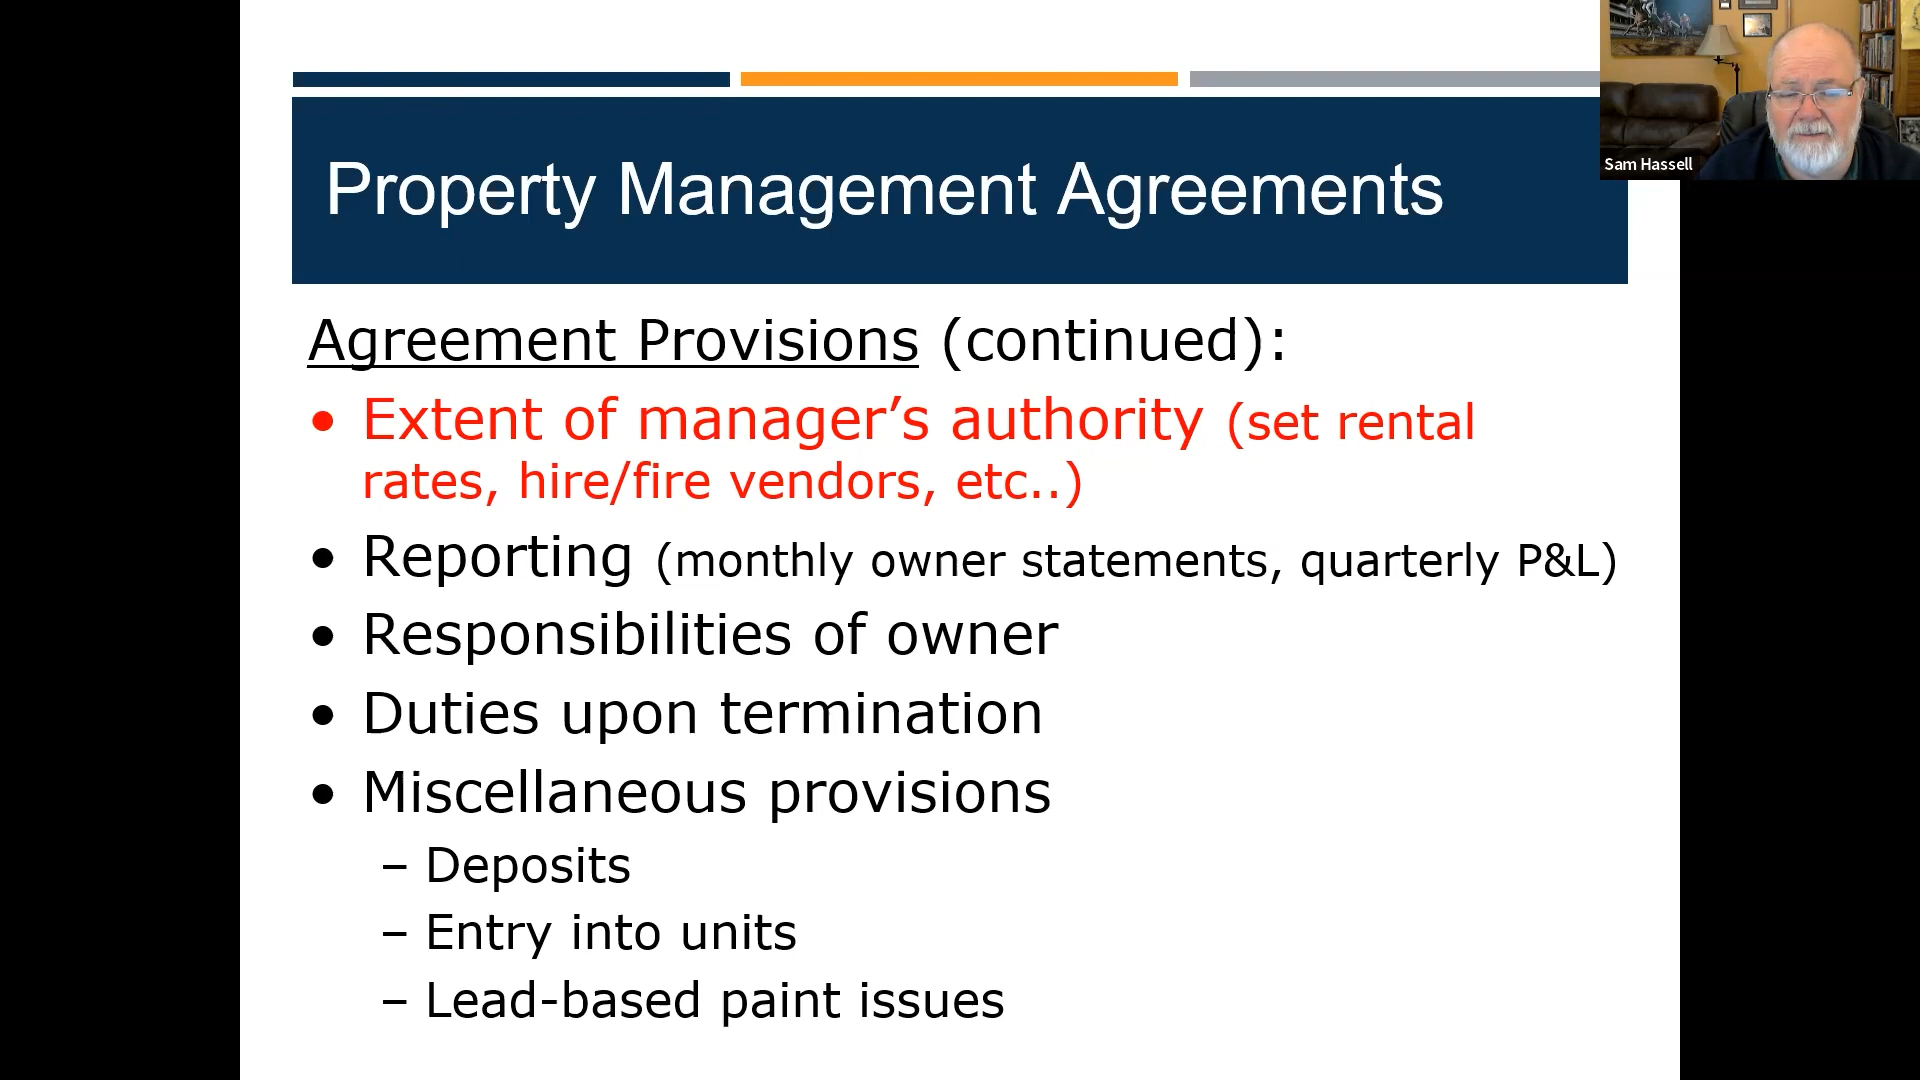 Property Management Agreements
Sam Hassell
Agreement Provisions (continued):
• Extent of manager’s authority (set rental
rates, hire/fire vendors, etc..)
• Reporting (monthly owner statements, quarterly P&L)
• Responsibilities of owner
• Duties upon termination
• Miscellaneous provisions
– Deposits
– Entry into units
– Lead-based paint issues